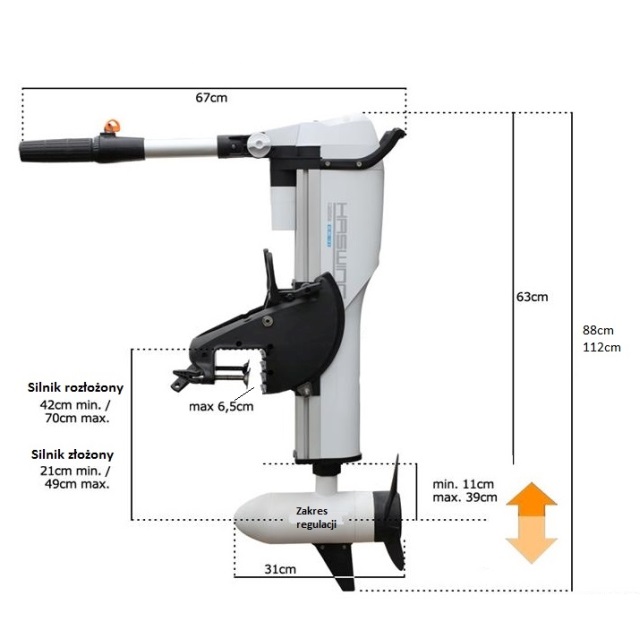 67cm
HASWING
63cm
88cm
112cm
Silnik rozłożony
42cm min. /
70cm max.
max 6,5cm
Silnik złożony
21cm min. /
49cm max.
min. 11cm
max. 39cm
Zakres
regulacji
31cm